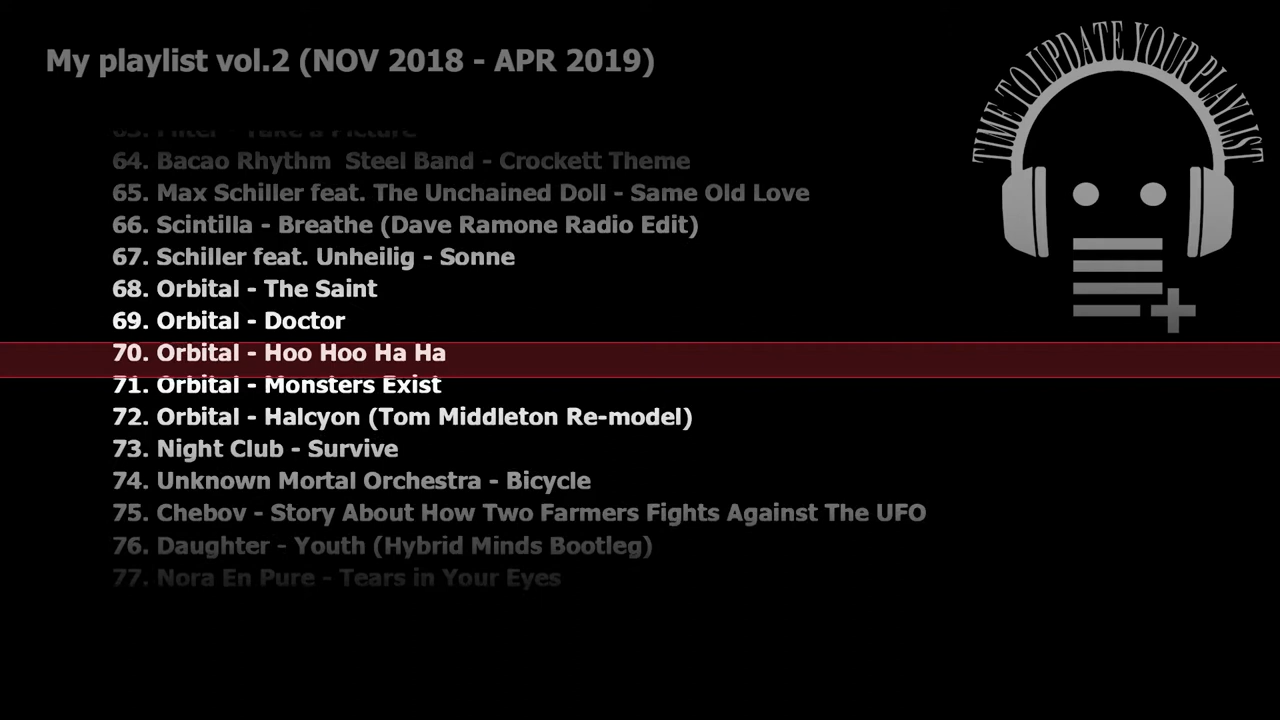 My playlist vol.2 (NOV 2018 - APR 2019)
TIME TO UPDATE YOUR PLAYLIST
63. Filter - Take a Picture
64. Bacao Rhythm  Steel Band - Crockett Theme
65. Max Schiller feat. The Unchained Doll - Same Old Love
66. Scintilla - Breathe (Dave Ramone Radio Edit)
67. Schiller feat. Unheilig - Sonne
68. Orbital - The Saint
69. Orbital - Doctor
70. Orbital - Hoo Hoo Ha Ha
71. Orbital - Monsters Exist
72. Orbital - Halcyon (Tom Middleton Re-model)
73. Night Club - Survive
74. Unknown Mortal Orchestra - Bicycle
75. Chebov - Story About How Two Farmers Fights Against The UFO
76. Daughter - Youth (Hybrid Minds Bootleg)
77. Nora En Pure - Tears in Your Eyes